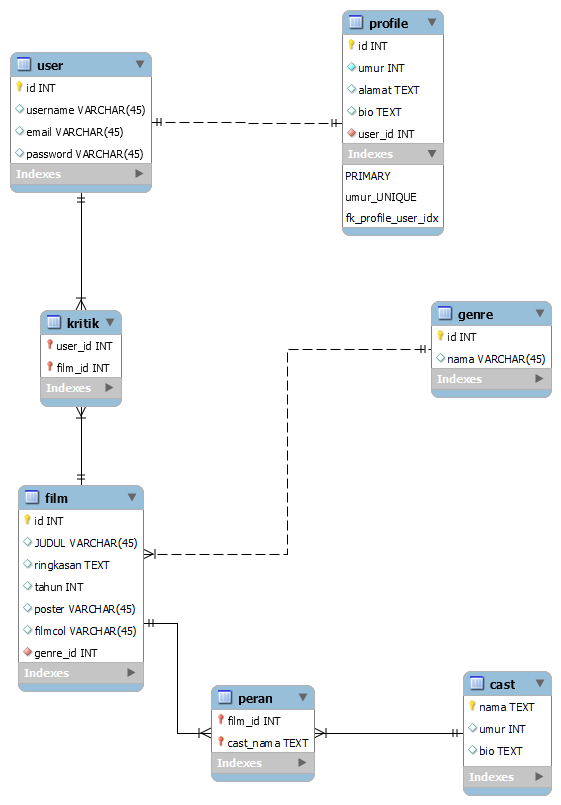 user
id INT
username VARCHAR(45)
email VARCHAR(45)
password VARCHAR(45)
Indexes
profile
id INT
umur INT
alamat TEXT
bio TEXT
user_id INT
Indexes
PRIMARY
umur_UNIQUE
fk_profile_user_idx
kritik
user_id INT
film_id INT
Indexes
genre
id INT
nama VARCHAR(45)
Indexes
film
id INT
JUDUL VARCHAR(45)
ringkasan TEXT
tahun INT
poster VARCHAR(45)
filmcol VARCHAR(45)
genre_id INT
Indexes
peran
film_id INT
cast_nama TEXT
Indexes
cast
nama TEXT
umur INT
bio TEXT
Indexes